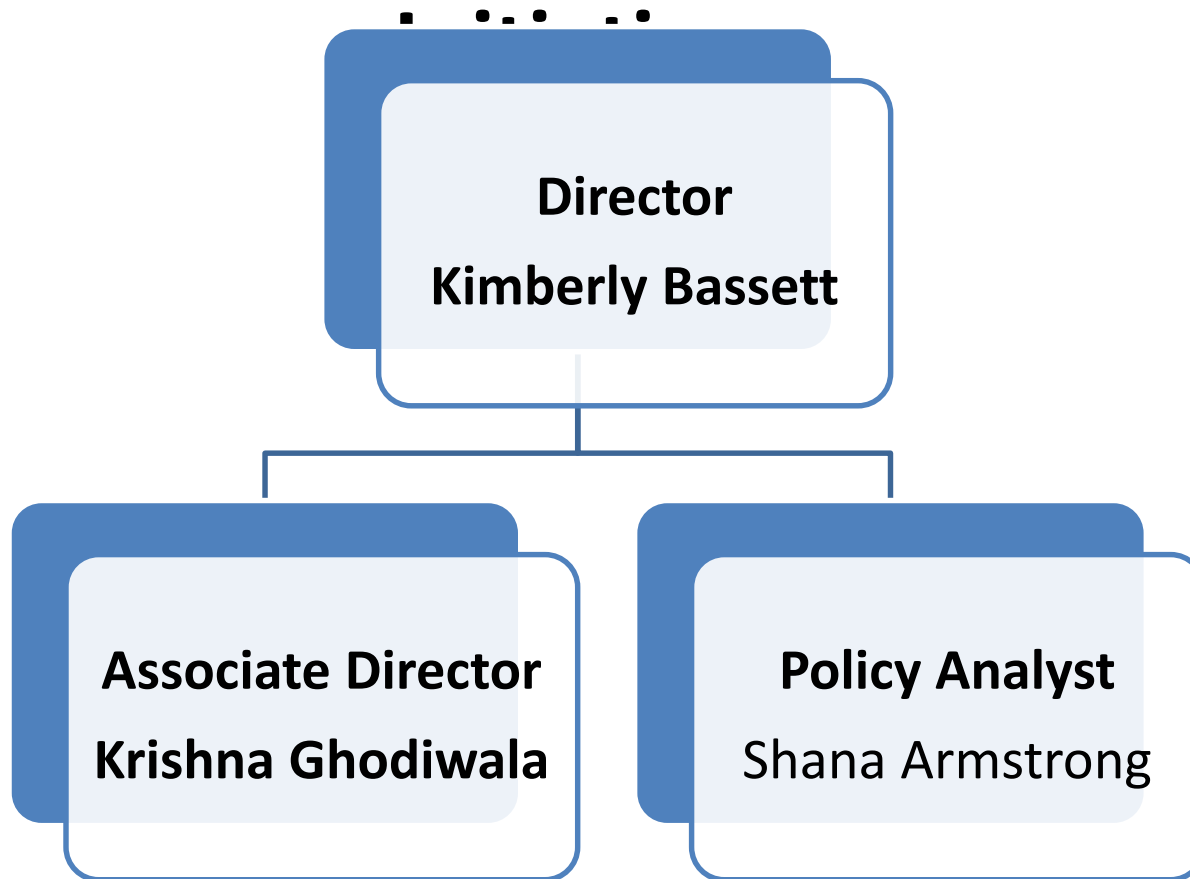 Director
Kimberly Bassett
Associate Director
Krishna Ghodiwala
Policy Analyst
Shana Armstrong